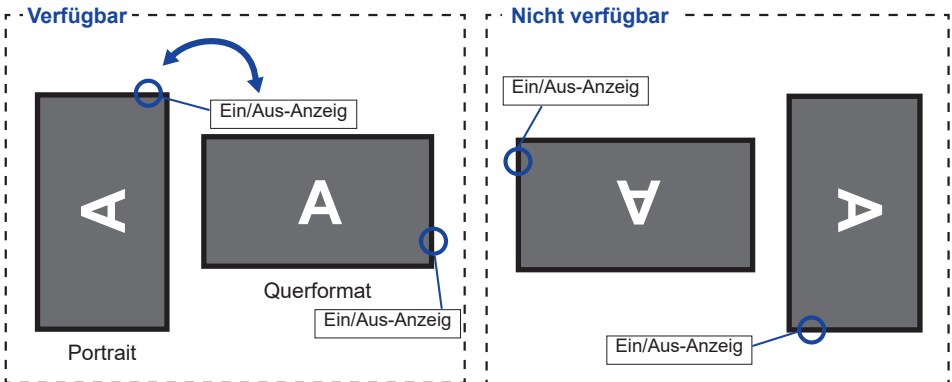 Verfügbar
Ein/Aus-Anzeig
A
A
Querformat
Ein/Aus-Anzeig
Portrait
Nicht verfügbar
Ein/Aus-Anzeig
A
A
Ein/Aus-Anzeig